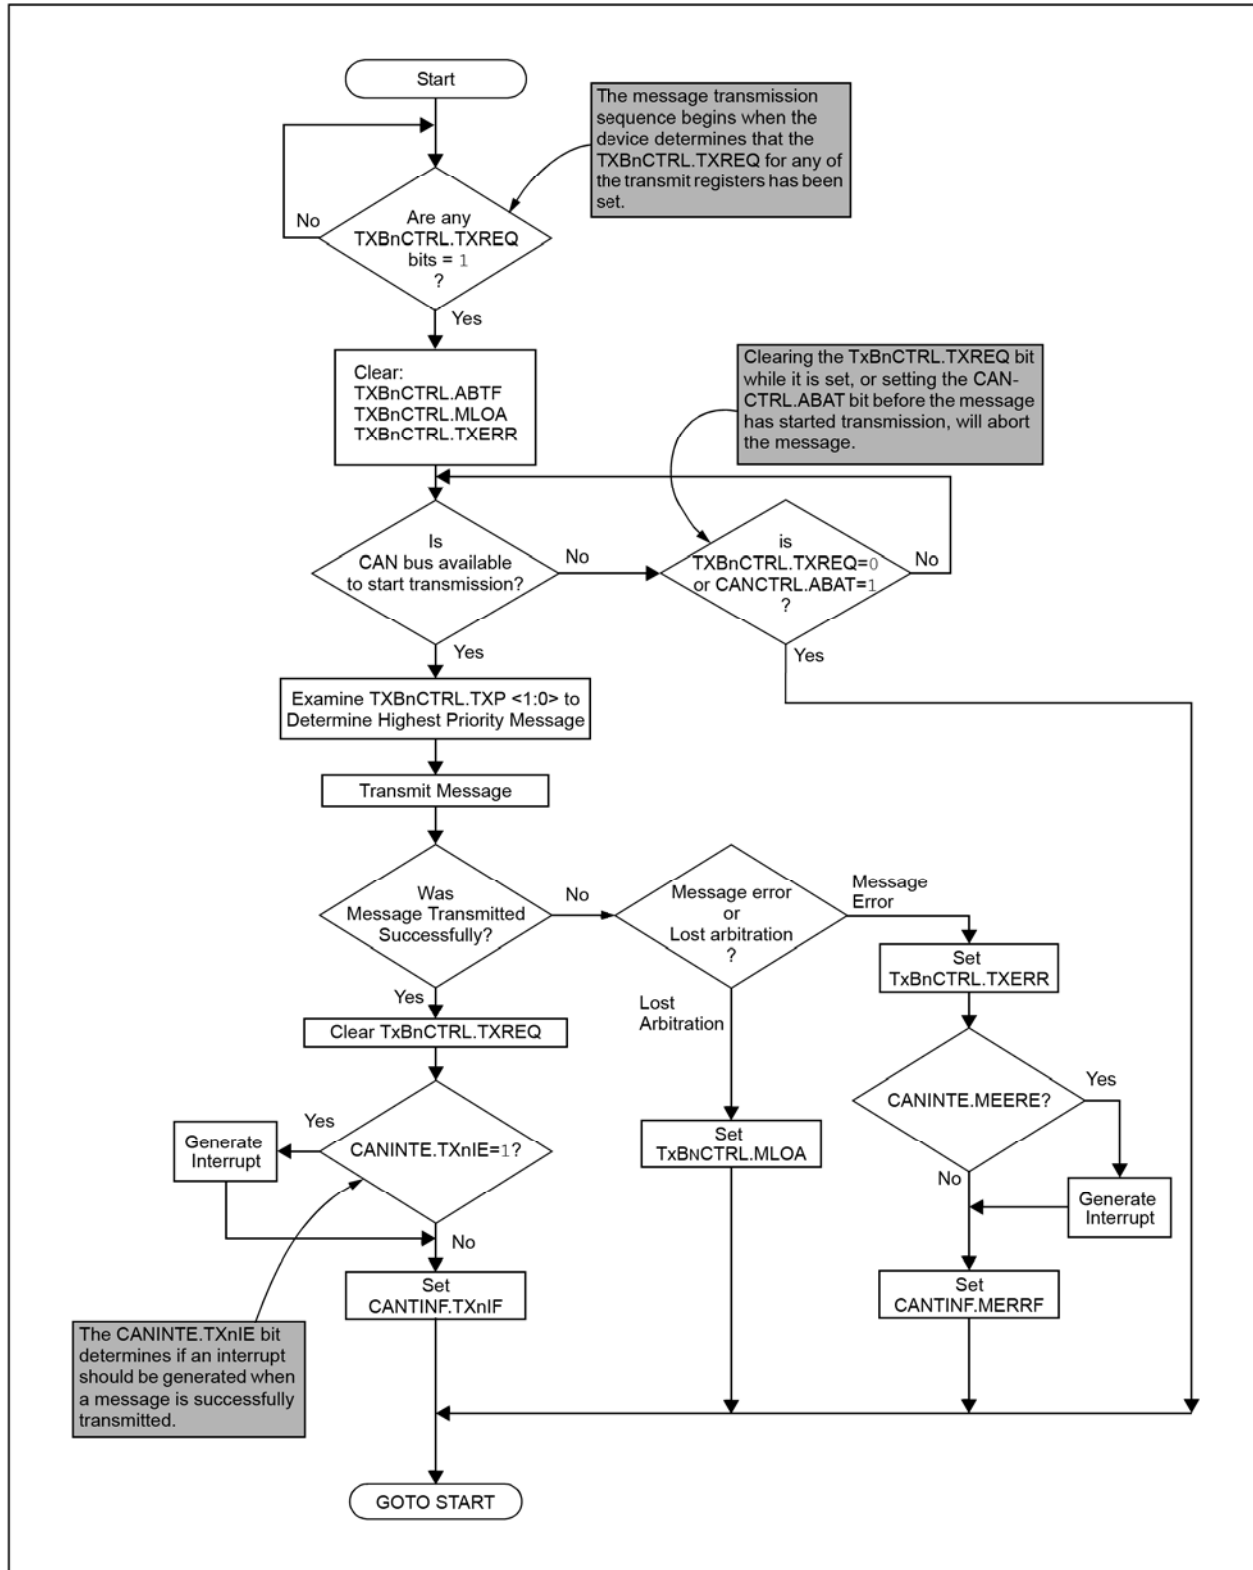 Start
The message transmission
sequence begins when the
device determines that the
TXBnCTRL.TXREQ for any of
the transmit registers has been
set.
No
Are any
TXBnCTRL.TXREQ
bits = 1
?
Yes
Clear:
TXBnCTRL.ABTF
TXBnCTRL.MLOA
TXBnCTRL.TXERR
Clearing the TxBnCTRL.TXREQ bit
while it is set, or setting the CAN-
CTRL.ABAT bit before the message
has started transmission, will abort
the message.
Is
CAN bus available
to start transmission?
No
is
TXBnCTRL.TXREQ=0
or CANCTRL.ABAT=1
?
No
Yes
Yes
Examine TXBnCTRL.TXP <1:0> to
Determine Highest Priority Message
Transmit Message
Was
Message Transmitted
Successfully?
No
Message error
or
Lost arbitration
?
Message
Error
Set
TxBnCTRL.TXERR
Yes
Lost
Arbitration
Clear TxBnCTRL.TXREQ
CANINTE.MEERE?
Yes
Yes
Generate
Interrupt
CANINTE.TXnIE=1?
Set
TxBNCTRL.MLOA
No
Generate
Interrupt
No
Set
CANTINF.TXnIF
Set
CANTINF.MERRF
The CANINTE.TXnIE bit
determines if an interrupt
should be generated when
a message is successfully
transmitted.
GOTO START